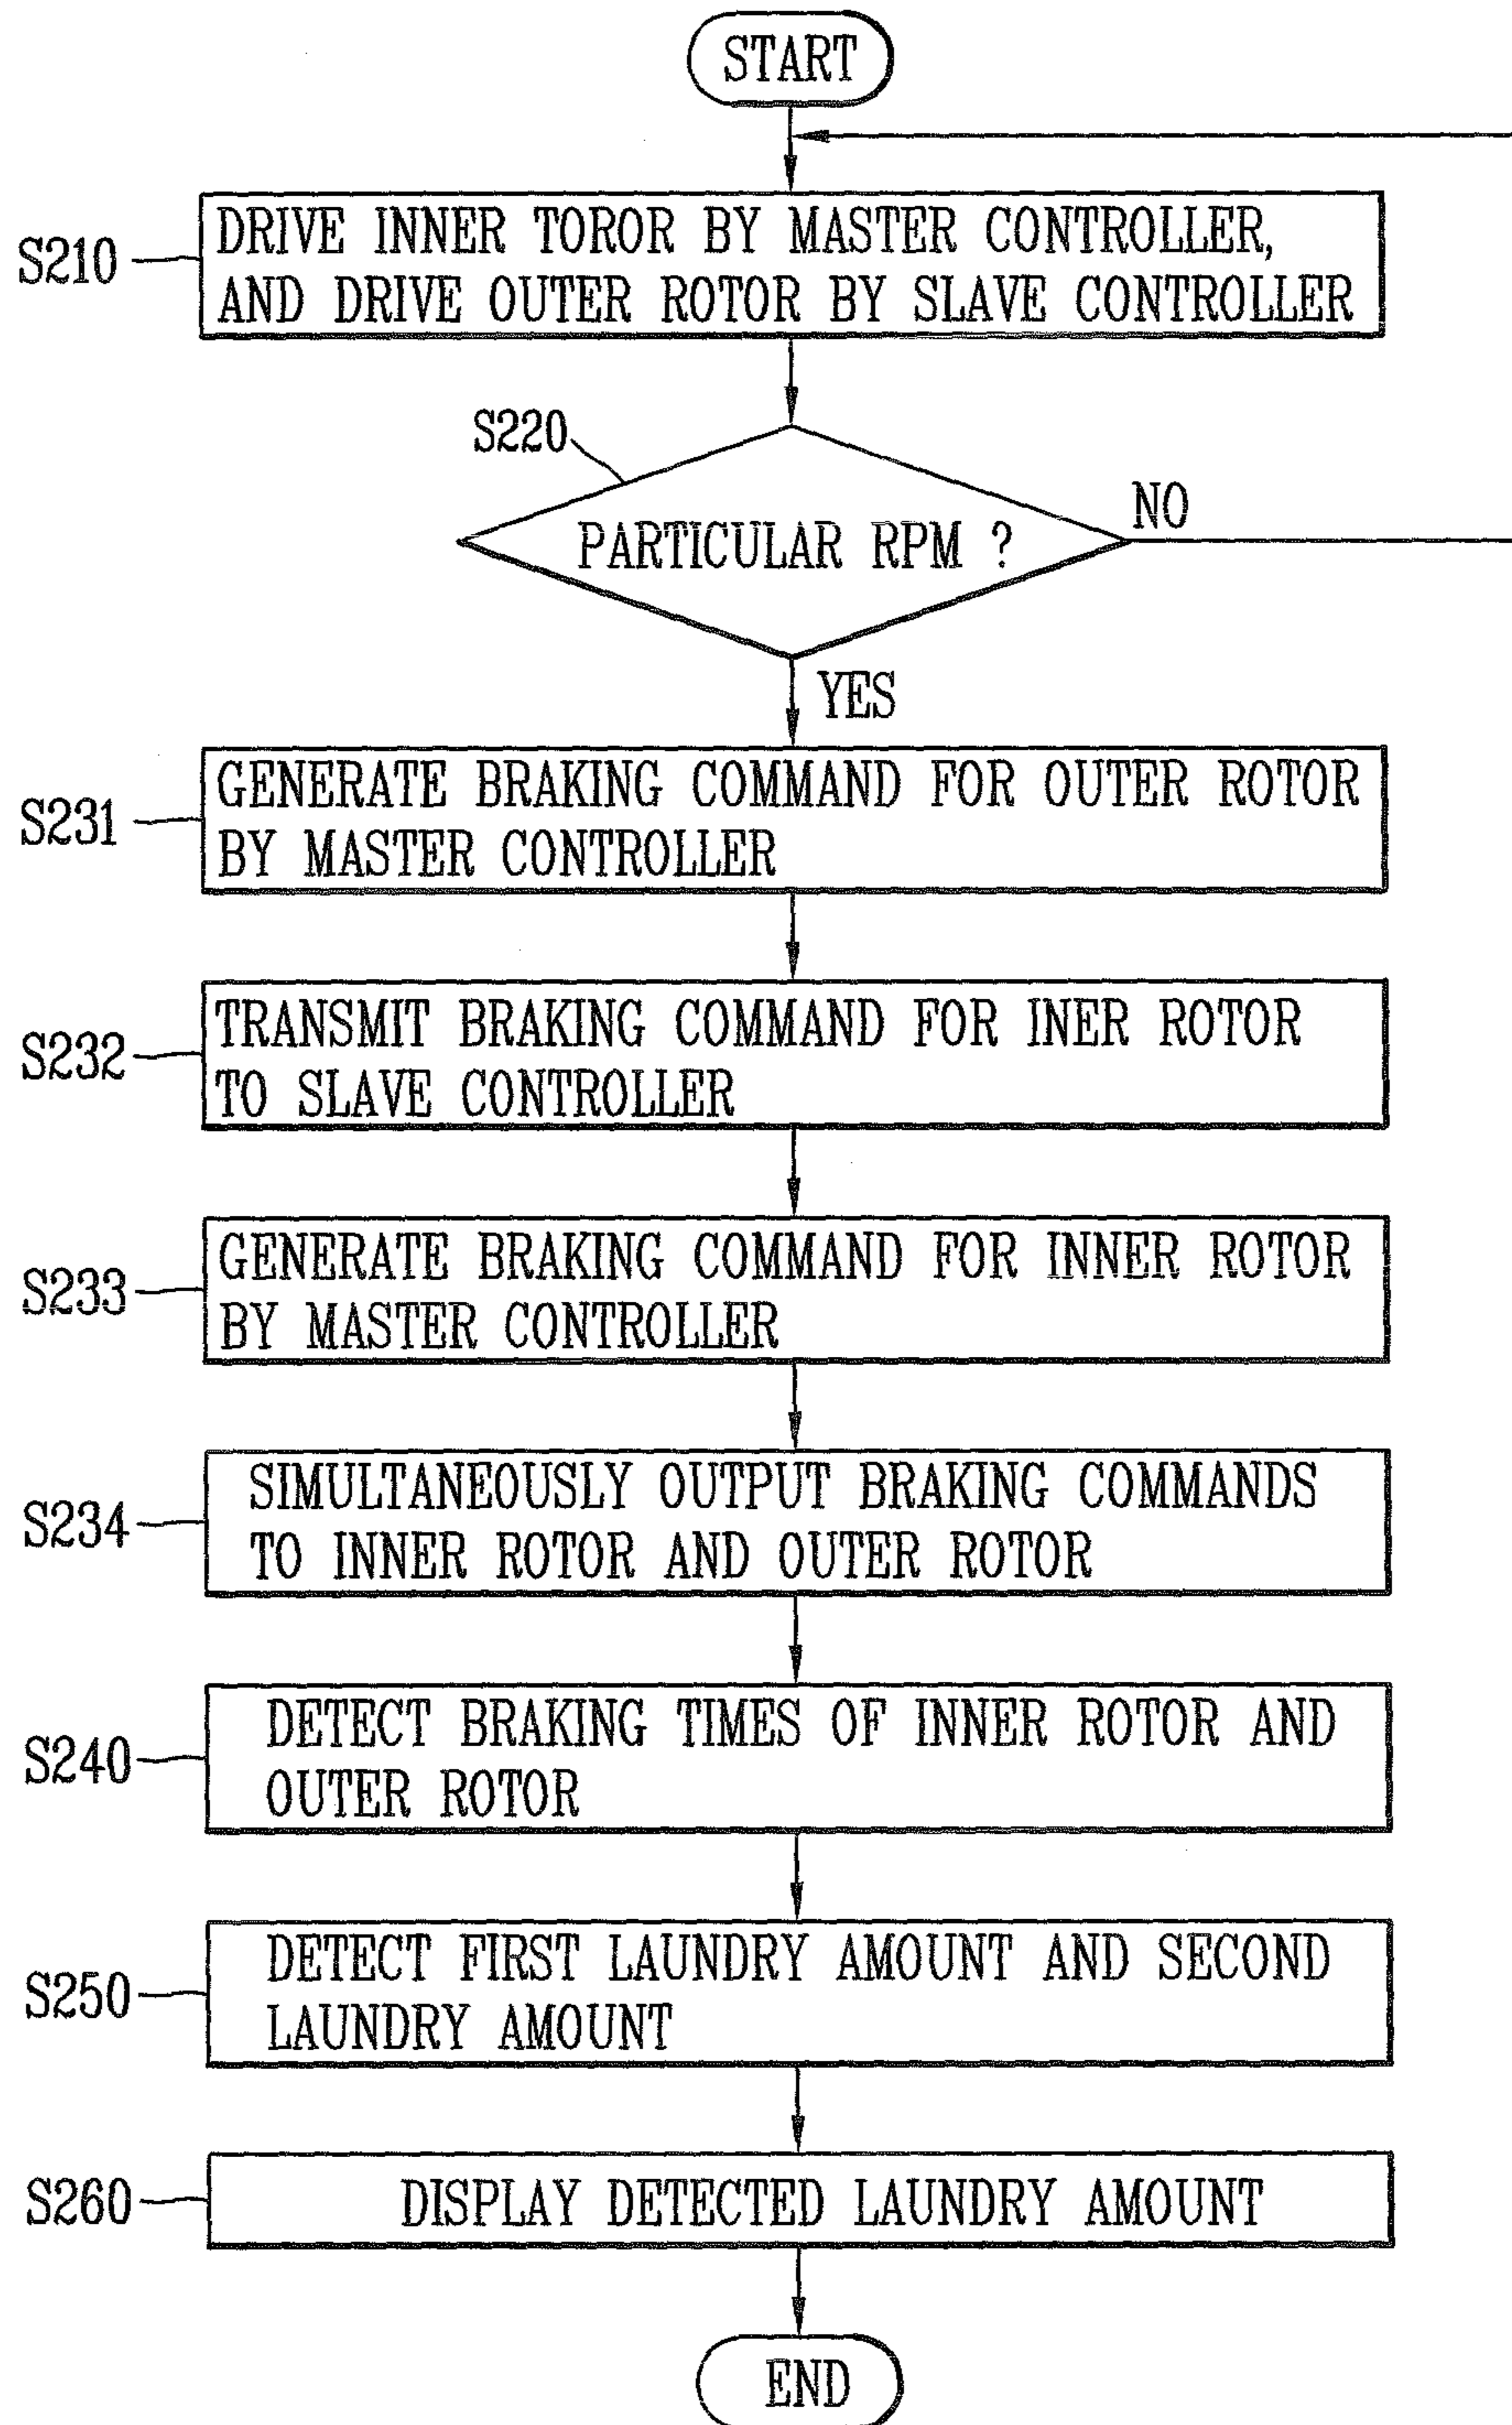 START
S210
DRIVE INNER TOROR BY MASTER CONTROLLER,
AND DRIVE OUTER ROTOR BY SLAVE CONTROLLER
S220
PARTICULAR RPM ?
NO
YES
S231
GENERATE BRAKING COMMAND FOR OUTER ROTOR
BY MASTER CONTROLLER
S232
TRANSMIT BRAKING COMMAND FOR INER ROTOR
TO SLAVE CONTROLLER
S233
GENERATE BRAKING COMMAND FOR INNER ROTOR
BY MASTER CONTROLLER
S234
SIMULTANEOUSLY OUTPUT BRAKING COMMANDS
TO INNER ROTOR AND OUTER ROTOR
S240
DETECT BRAKING TIMES OF INNER ROTOR AND
OUTER ROTOR
S250
DETECT FIRST LAUNDRY AMOUNT AND SECOND
LAUNDRY AMOUNT
S260
DISPLAY DETECTED LAUNDRY AMOUNT
END